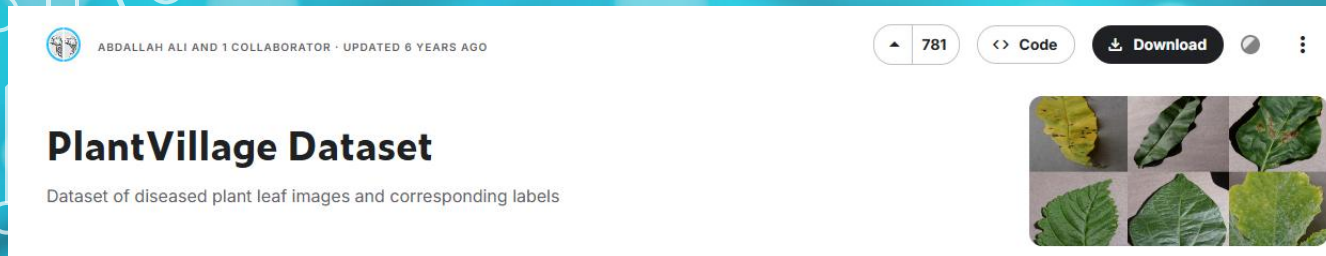 ABDALLAH ALI AND 1 COLLABORATOR · UPDATED 6 YEARS AGO
781
<> Code
Download
PlantVillage Dataset
Dataset of diseased plant leaf images and corresponding labels